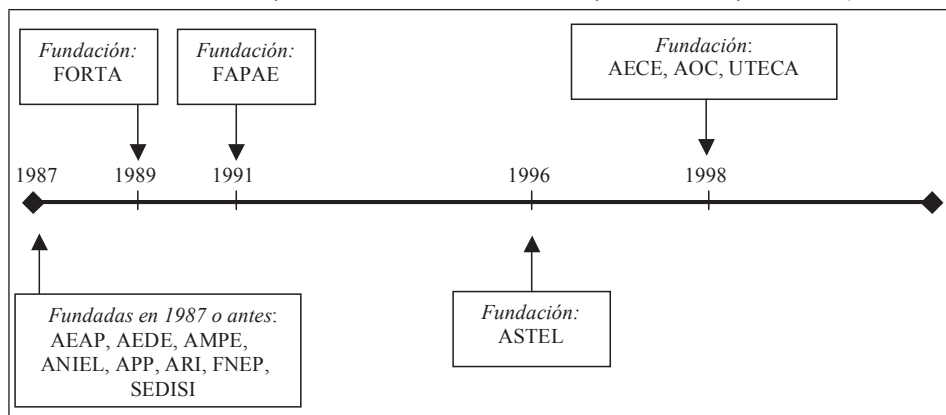 Fundación:
FORTA
Fundación:
FAPAE
Fundación:
AECE, AOC, UTECA
1987
1989
1991
1996
1998
Fundadas en 1987 o antes:
AEAP, AEDE, AMPE,
ANIEL, APP, ARI, FNEP,
SEDISI
Fundación:
ASTEL